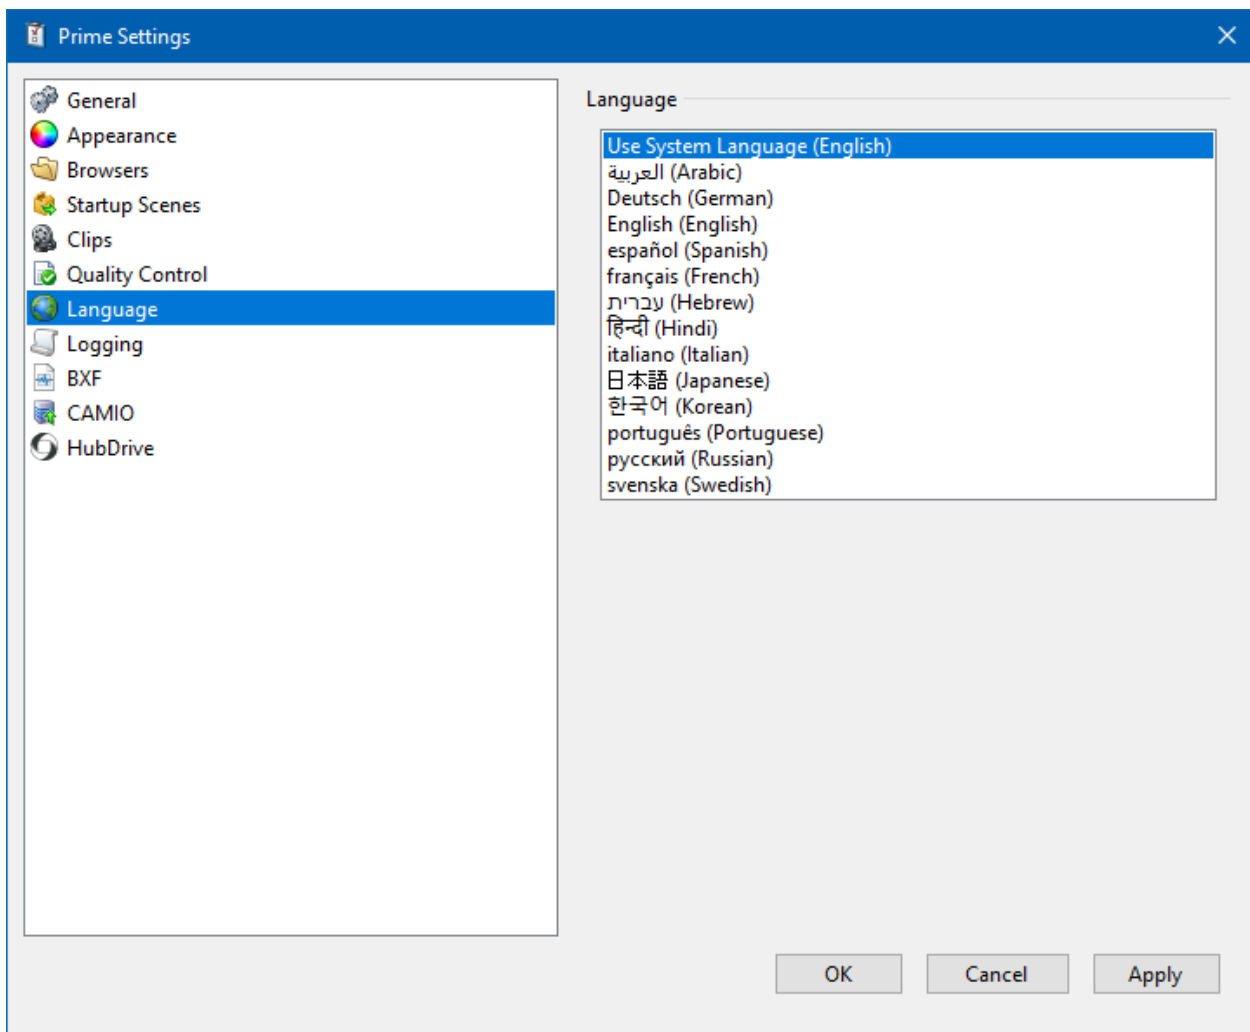 Prime Settings
General
Appearance
Browsers
Startup Scenes
Clips
Quality Control
Language
Logging
BXF
CAMIO
HubDrive
Language
Use System Language (English)
العربية (Arabic)
Deutsch (German)
English (English)
español (Spanish)
français (French)
עברית (Hebrew)
हिन्दी (Hindi)
italiano (Italian)
日本語 (Japanese)
한국어 (Korean)
português (Portuguese)
русский (Russian)
svenska (Swedish)
OK Cancel Apply